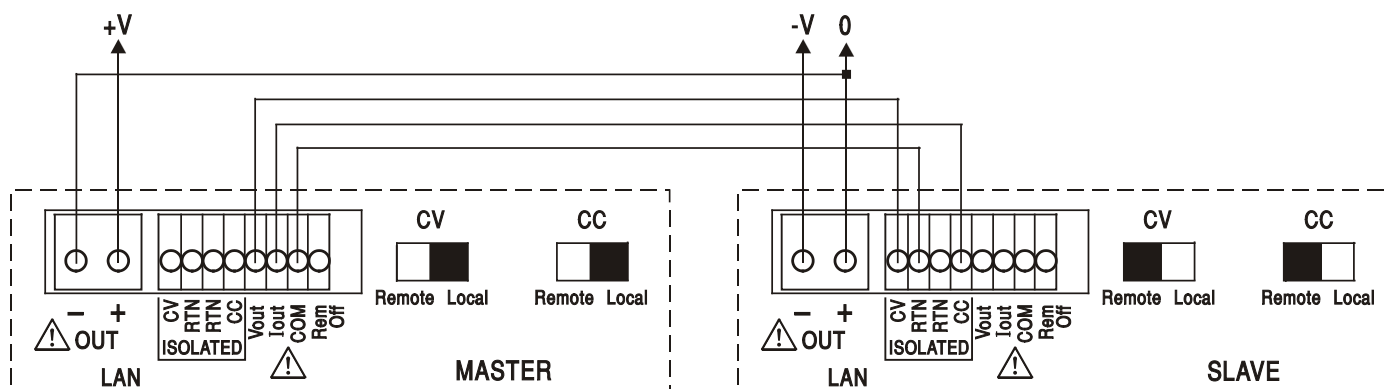 +V
-V 0
CV CC
CV CC
Remote Local Remote Local
Remote Local Remote Local
− +
CV RTN RTN CC Vout Iout COM Rem Off
− +
CV RTN RTN CC Vout Iout COM Rem Off
OUT
ISOLATED
OUT
ISOLATED
LAN
MASTER
LAN
SLAVE